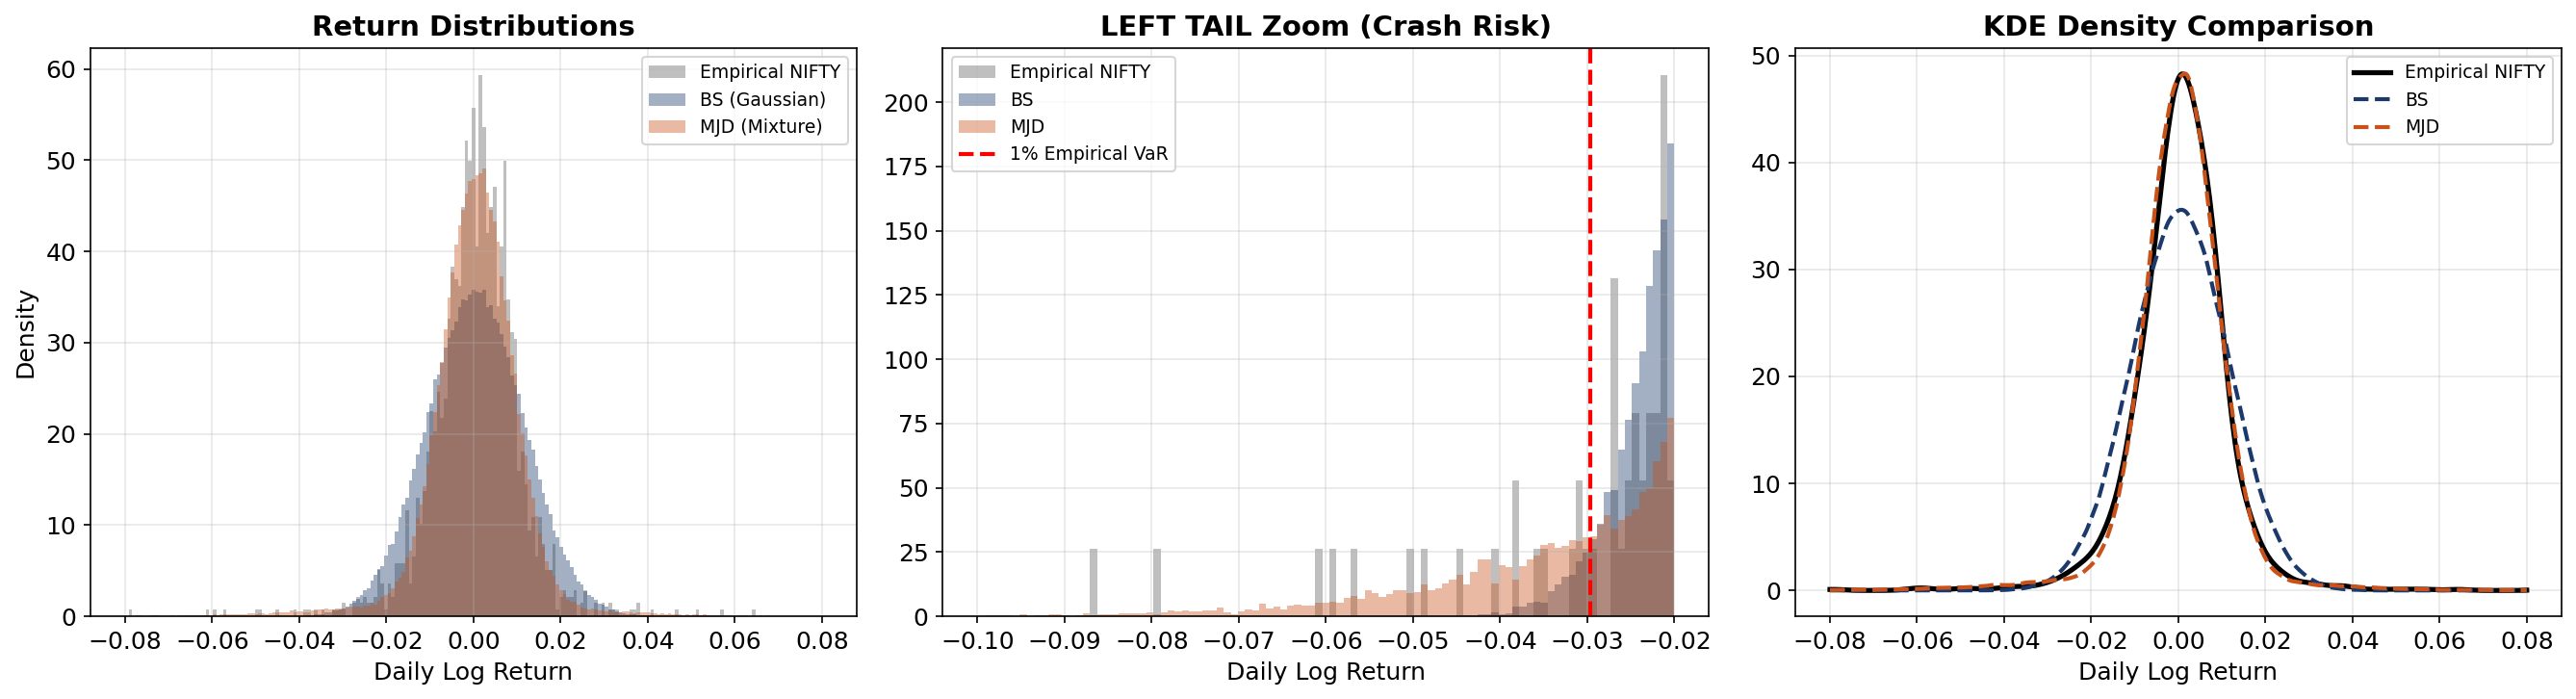 Return Distributions
60
50
40
30
20
10
0
Density
−0.08 −0.06 −0.04 −0.02 0.00 0.02 0.04 0.06 0.08
Daily Log Return
Empirical NIFTY
BS (Gaussian)
MJD (Mixture)
LEFT TAIL Zoom (Crash Risk)
200
175
150
125
100
75
50
25
0
−0.10 −0.09 −0.08 −0.07 −0.06 −0.05 −0.04 −0.03 −0.02
Daily Log Return
Empirical NIFTY
BS
MJD
1% Empirical VaR
KDE Density Comparison
50
40
30
20
10
0
−0.08 −0.06 −0.04 −0.02 0.00 0.02 0.04 0.06 0.08
Daily Log Return
Empirical NIFTY
BS
MJD